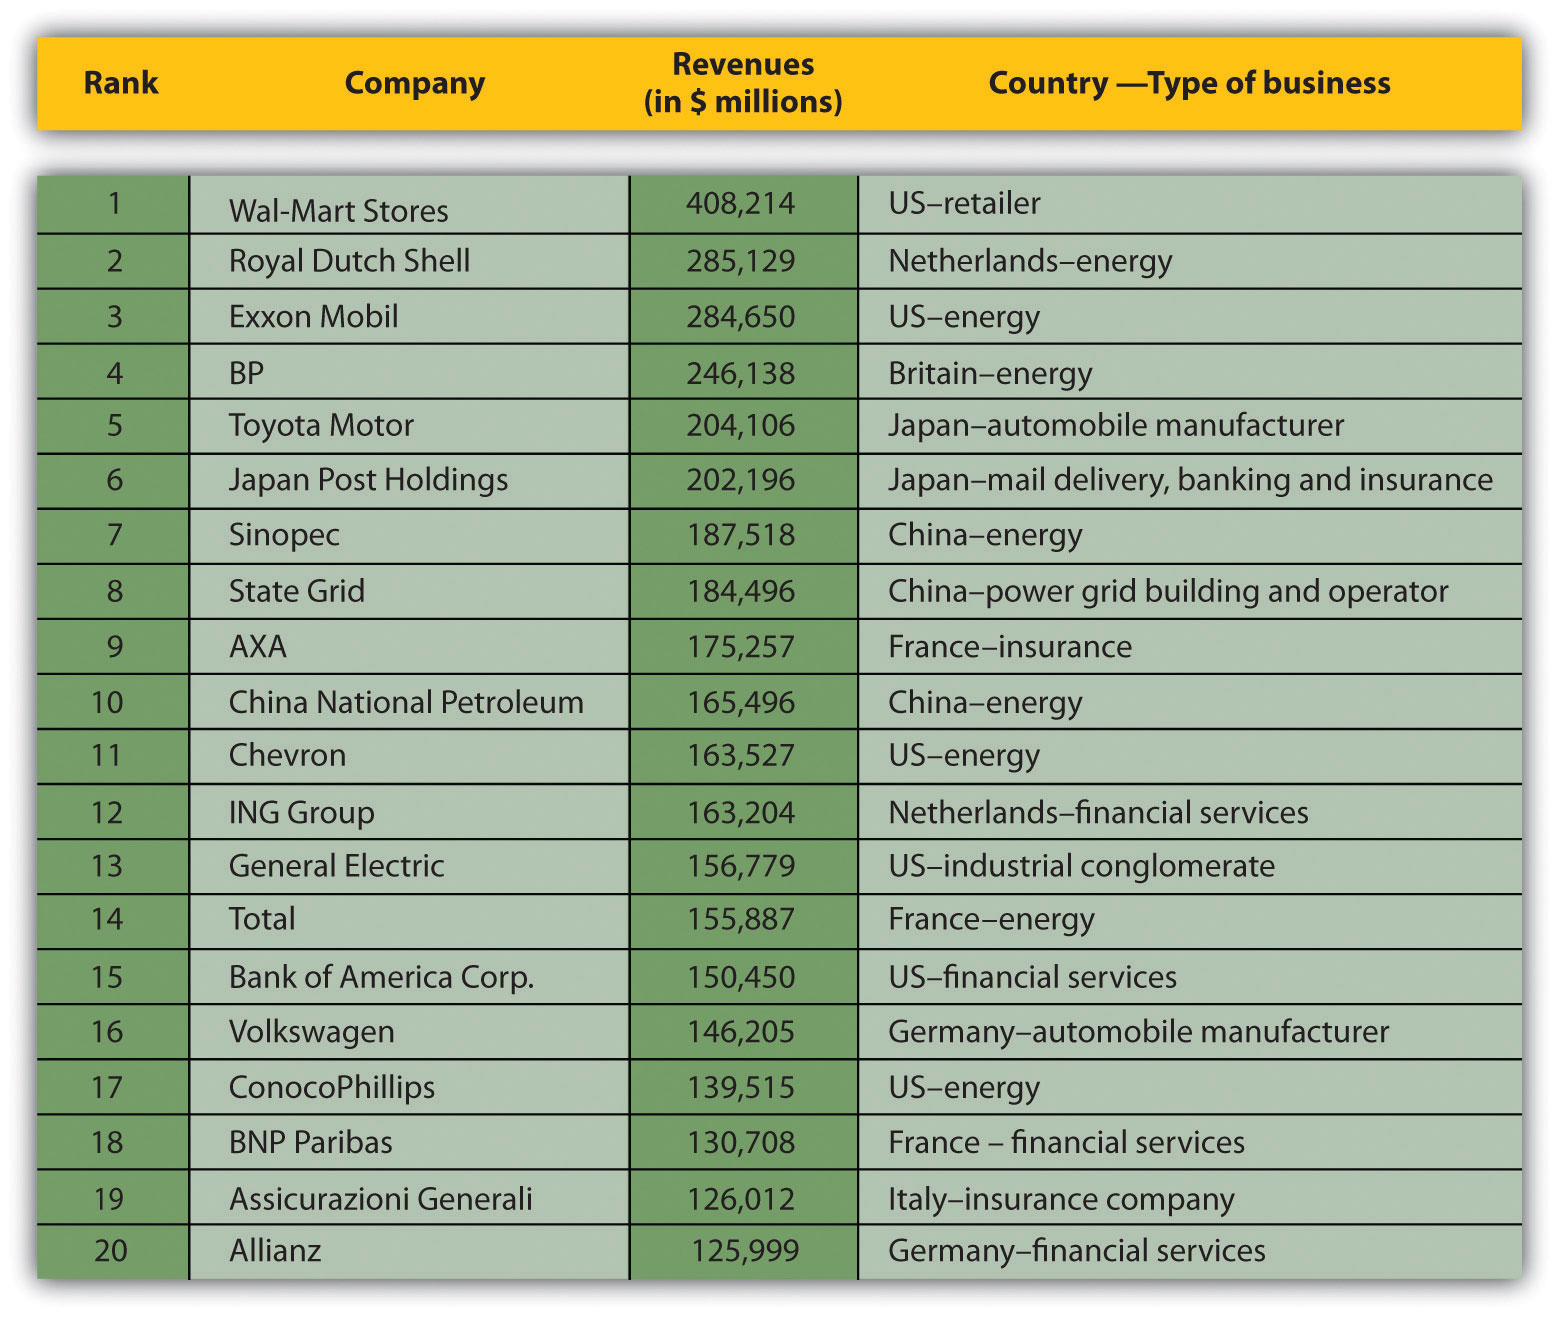 Rank Company Revenues (in $ millions) Country —Type of business
1 Wal-Mart Stores 408,214 US–retailer
2 Royal Dutch Shell 285,129 Netherlands–energy
3 Exxon Mobil 284,650 US–energy
4 BP 246,138 Britain–energy
5 Toyota Motor 204,106 Japan–automobile manufacturer
6 Japan Post Holdings 202,196 Japan–mail delivery, banking and insurance
7 Sinopec 187,518 China–energy
8 State Grid 184,496 China–power grid building and operator
9 AXA 175,257 France–insurance
10 China National Petroleum 165,496 China–energy
11 Chevron 163,527 US–energy
12 ING Group 163,204 Netherlands–financial services
13 General Electric 156,779 US–industrial conglomerate
14 Total 155,887 France–energy
15 Bank of America Corp. 150,450 US–financial services
16 Volkswagen 146,205 Germany–automobile manufacturer
17 ConocoPhillips 139,515 US–energy
18 BNP Paribas 130,708 France – financial services
19 Assicurazioni Generali 126,012 Italy–insurance company
20 Allianz 125,999 Germany–financial services